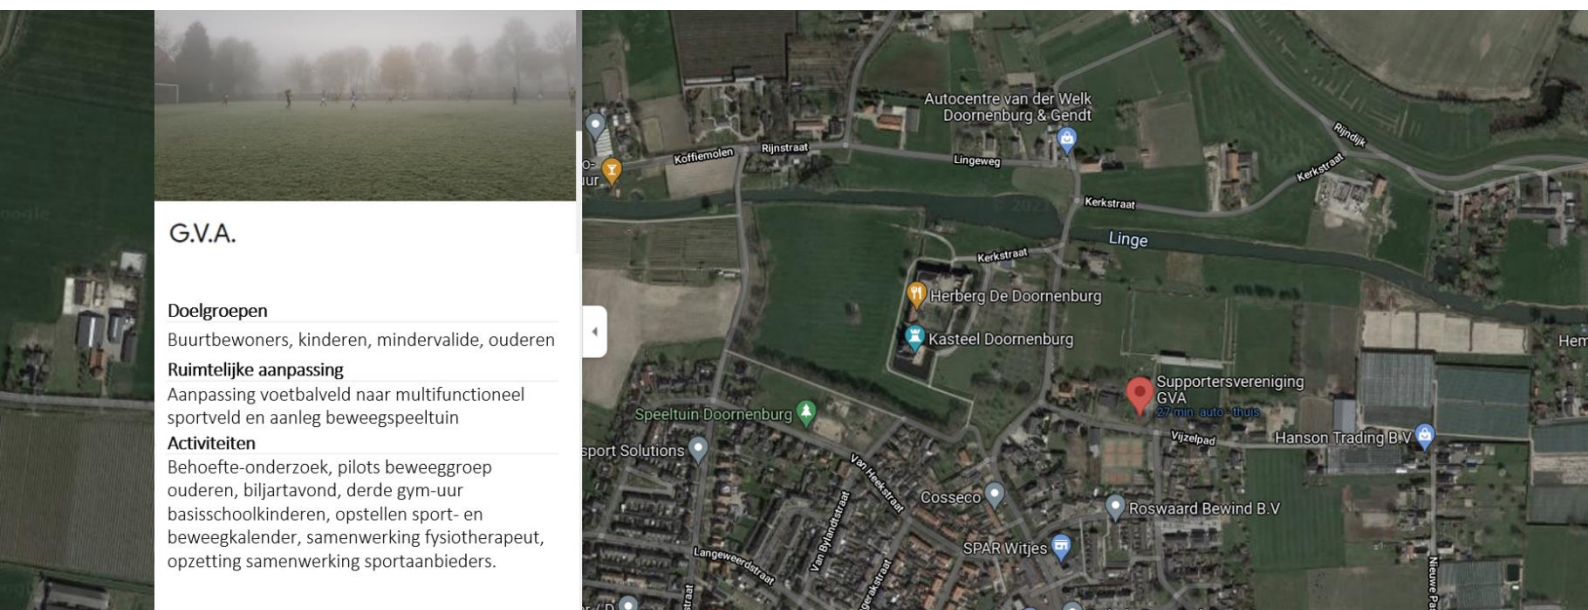 G.V.A.
Doelgroepen
Buurtbewoners, kinderen, mindervalide, ouderen
Ruimtelijke aanpassing
Aanpassing voetbalveld naar multifunctioneel
sportveld en aanleg beweegspeeltuin
Activiteiten
Behoefte-onderzoek, pilots beweeggroep
ouderen, biljartavond, derde gym-uur
basisschoolkinderen, opstellen sport- en
beweegkalender, samenwerking fysiotherapeut,
opzetting samenwerking sportaanbieders.
Autocentre van der Welk
Doornenburg & Gendt
Koffiemolen
Rijnstraat
Lingeweg
Rijndijk
Kerkstraat
Kerkstraat
Linge
Kerkstraat
Herberg De Doornenburg
Kasteel Doornenburg
Supportersvereniging
GVA
27 min. auto - thuis
Speeltuin Doornenburg
Vijzelpad
Hanson Trading B.V
sport Solutions
Van Heekstraat
Cosseco
Roswaard Bewind B.V
Van Bylandtstraat
SPAR Witjes
Langeweerdstraat